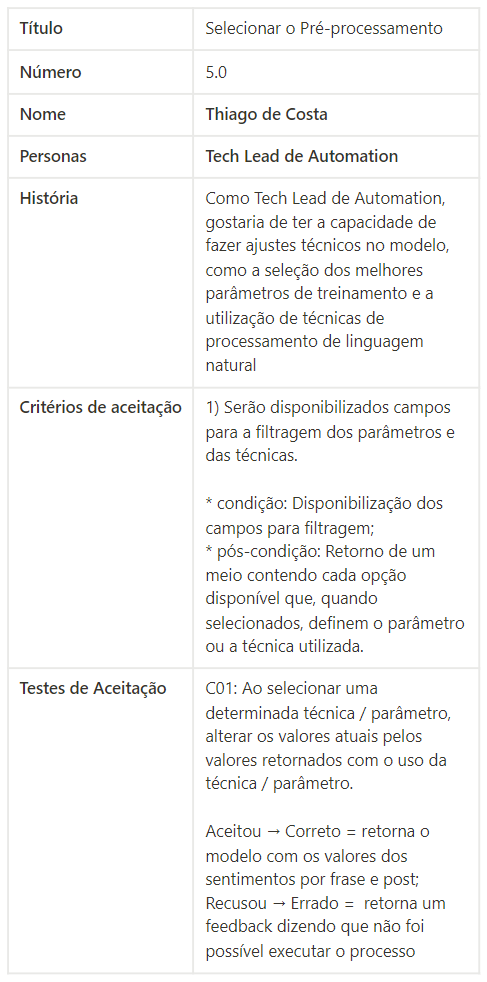 Título
Selecionar o Pré-processamento
Número
5.0
Nome
Thiago de Costa
Personas
Tech Lead de Automation
História
Como Tech Lead de Automation,
gostaria de ter a capacidade de
fazer ajustes técnicos no modelo,
como a seleção dos melhores
parâmetros de treinamento e a
utilização de técnicas de
processamento de linguagem
natural
Critérios de aceitação
1) Serão disponibilizados campos
para a filtragem dos parâmetros e
das técnicas.
* condição: Disponibilização dos
campos para filtragem;
* pós-condição: Retorno de um
meio contendo cada opção
disponível que, quando
selecionados, definem o parâmetro
ou a técnica utilizada.
Testes de Aceitação
C01: Ao selecionar uma
determinada técnica / parâmetro,
alterar os valores atuais pelos
valores retornados com o uso da
técnica / parâmetro.
Aceitou → Correto = retorna o
modelo com os valores dos
sentimentos por frase e post;
Recusou → Errado =  retorna um
feedback dizendo que não foi
possível executar o processo